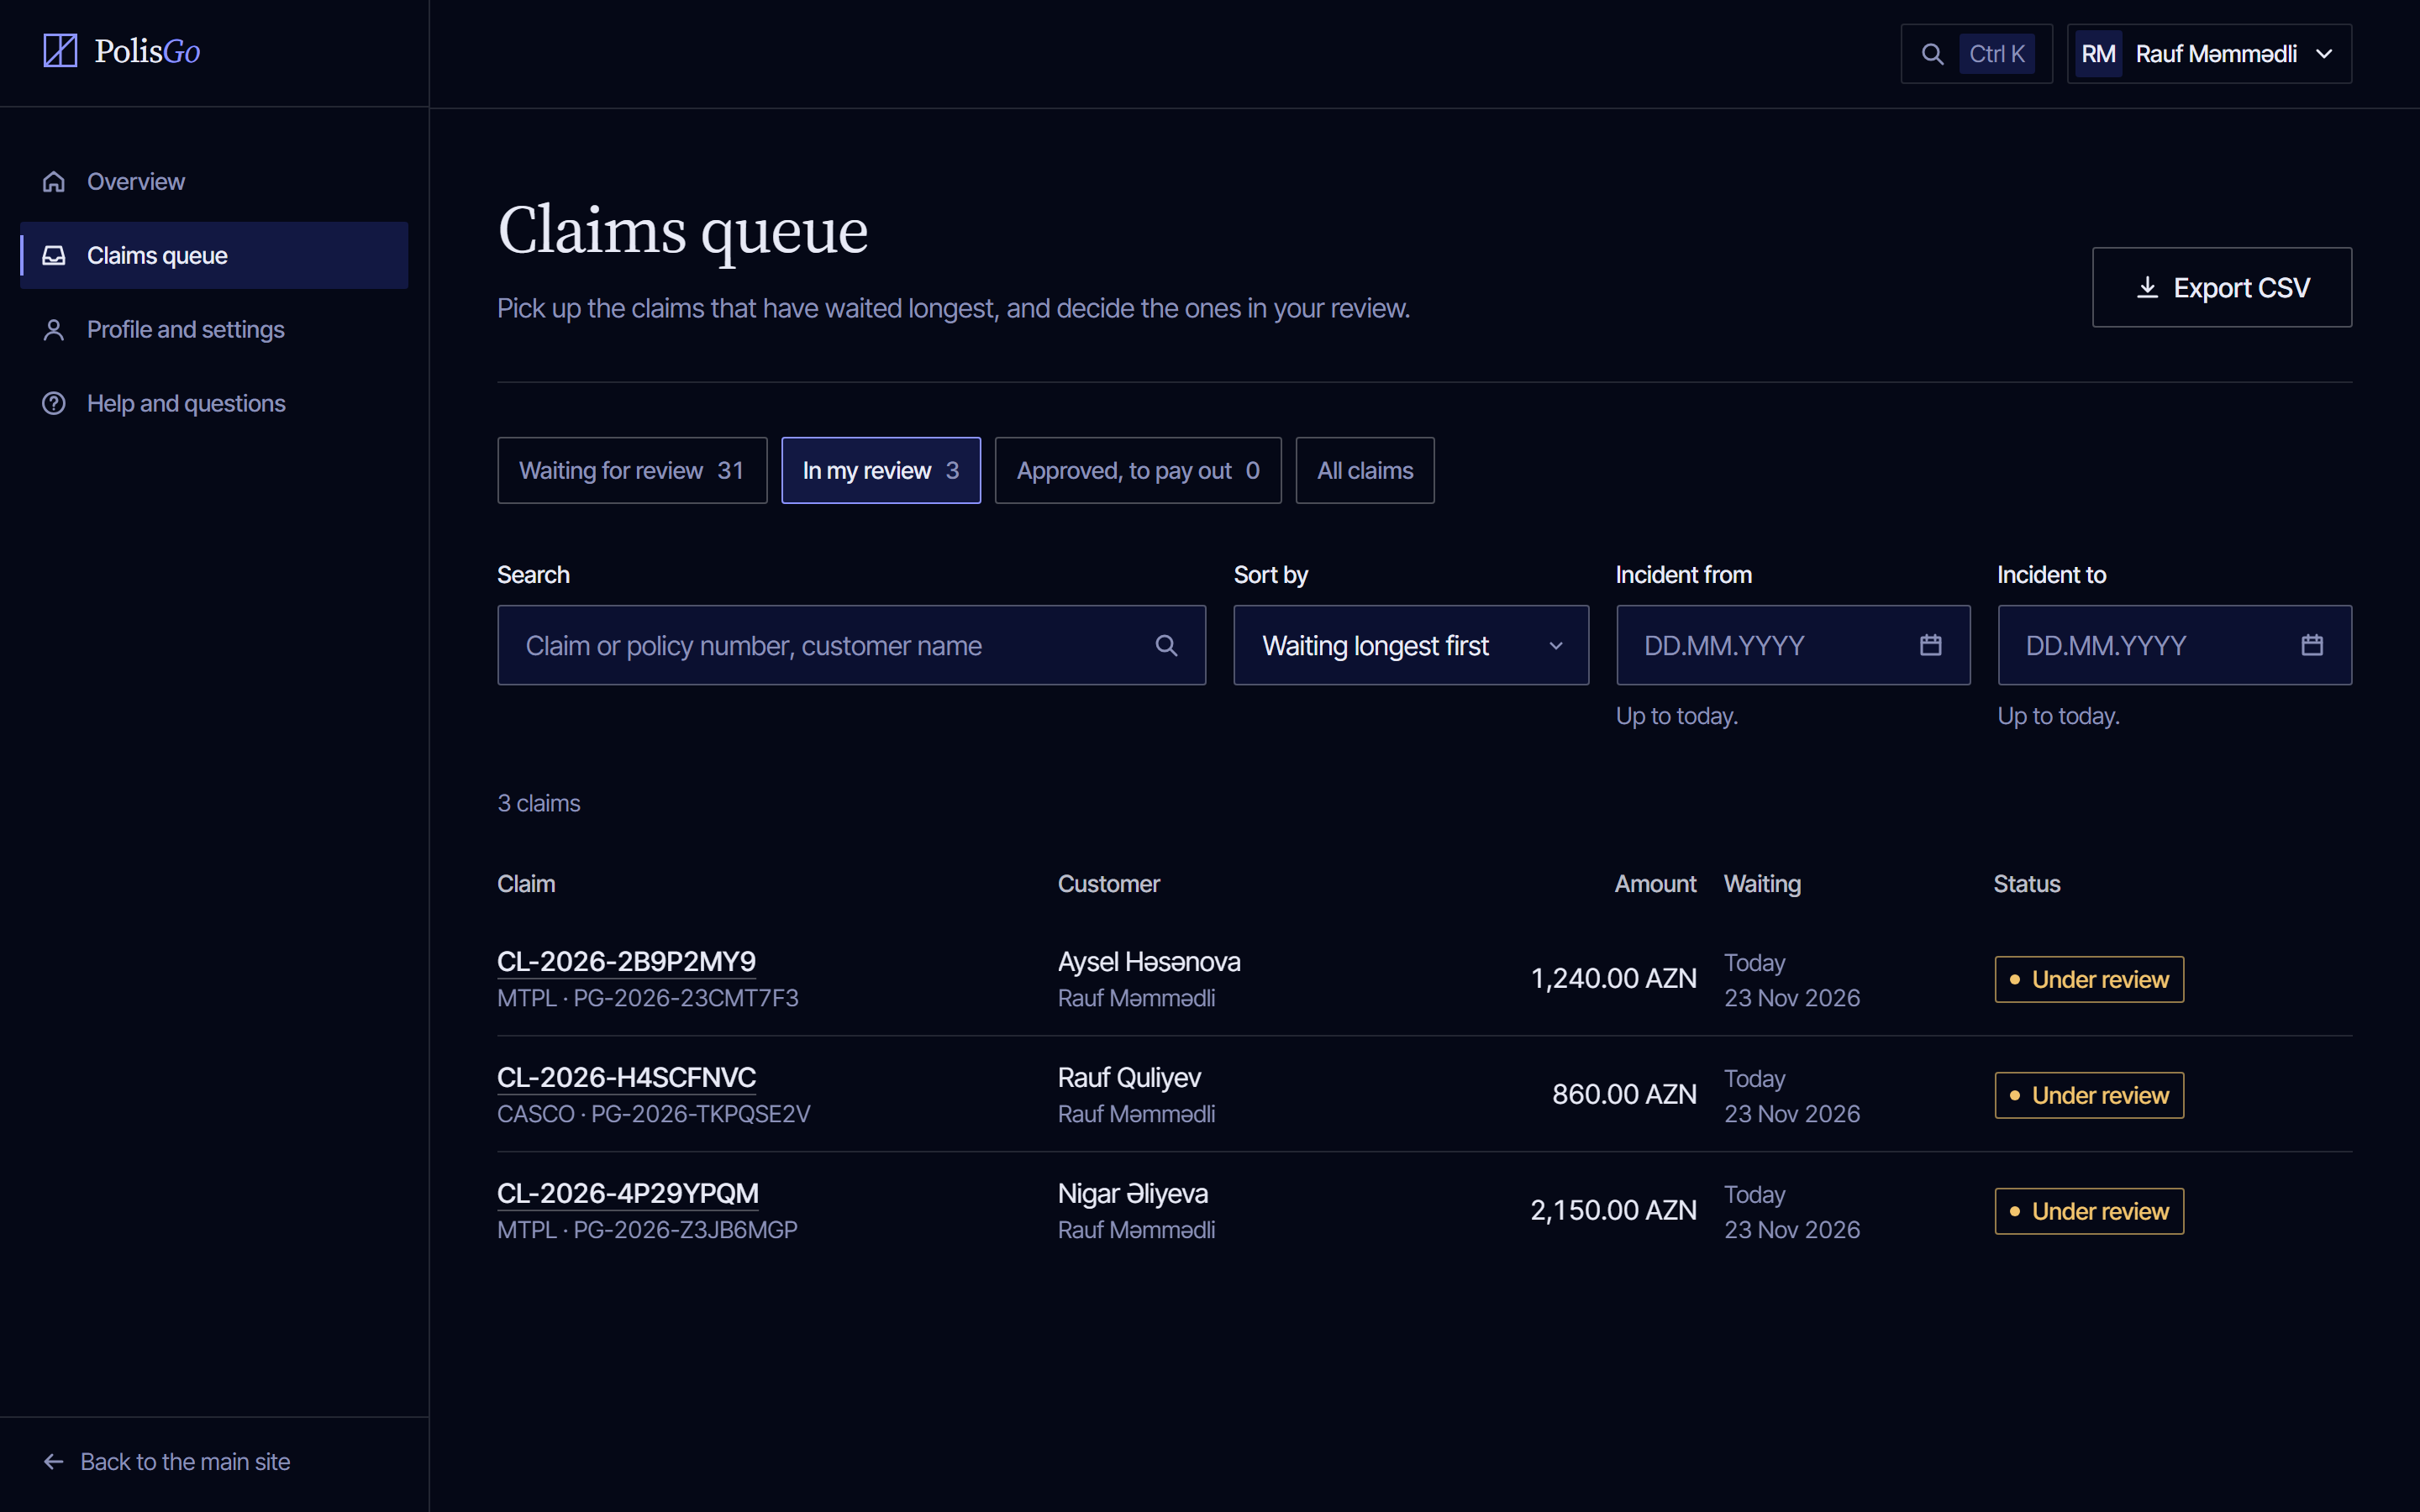 PolisGo
Ctrl K
RM Rauf Məmmədli
Overview
Claims queue
Profile and settings
Help and questions
Claims queue
Pick up the claims that have waited longest, and decide the ones in your review.
Export CSV
Waiting for review 31
In my review 3
Approved, to pay out 0
All claims
Search
Sort by
Incident from
Incident to
Claim or policy number, customer name
Waiting longest first
DD.MM.YYYY
DD.MM.YYYY
Up to today.
Up to today.
3 claims
Claim Customer Amount Waiting Status
CL-2026-2B9P2MY9 Aysel Həsənova 1,240.00 AZN Today Under review
MTPL · PG-2026-23CMT7F3 Rauf Məmmədli 23 Nov 2026
CL-2026-H4SCFNVC Rauf Quliyev 860.00 AZN Today Under review
CASCO · PG-2026-TKPQSE2V Rauf Məmmədli 23 Nov 2026
CL-2026-4P29YPQM Nigar Əliyeva 2,150.00 AZN Today Under review
MTPL · PG-2026-Z3JB6MGP Rauf Məmmədli 23 Nov 2026
Back to the main site